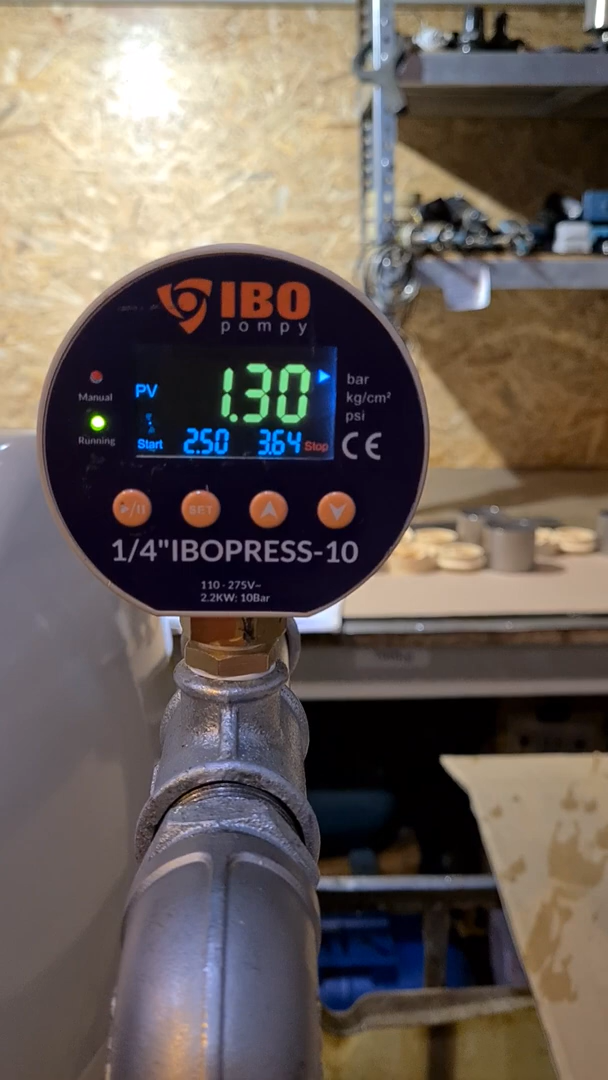 IBO
pompy
PV 1.30 bar
kg/cm²
psi
Manual
Running
Start 2.50 3.64 Stop
CE
SET
1/4"IBOPRESS-10
110 - 275V~
2.2KW: 10Bar